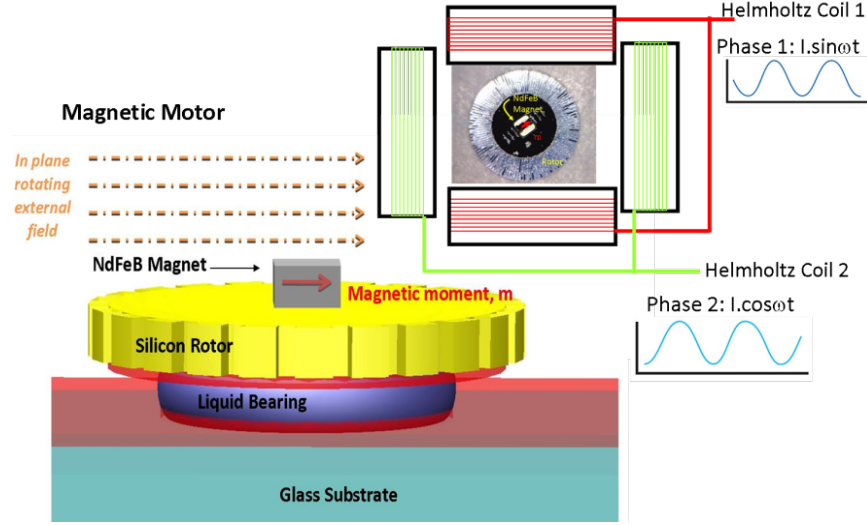 Helmholtz Coil 1
Phase 1: I.sinωt
Magnetic Motor
NdFeB
Magnet
m
Rotor
In plane
rotating
external
field
NdFeB Magnet
Magnetic moment, m
Helmholtz Coil 2
Phase 2: I.cosωt
Silicon Rotor
Liquid Bearing
Glass Substrate